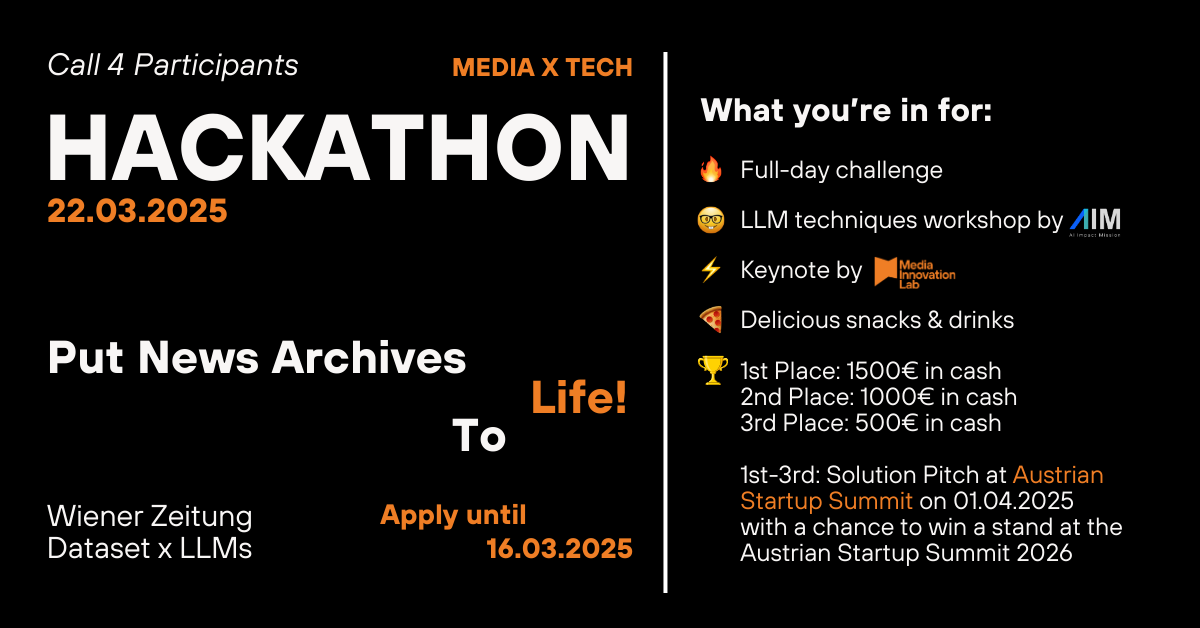 Call 4 Participants
MEDIA X TECH
HACKATHON
22.03.2025
Put News Archives
To
Life!
Wiener Zeitung
Dataset x LLMs
Apply until
16.03.2025
What you’re in for:
Full-day challenge
LLM techniques workshop by AIM
AI Impact Mission
Keynote by Media
Innovation
Lab
Delicious snacks & drinks
1st Place: 1500€ in cash
2nd Place: 1000€ in cash
3rd Place: 500€ in cash
1st-3rd: Solution Pitch at Austrian
Startup Summit on 01.04.2025
with a chance to win a stand at the
Austrian Startup Summit 2026